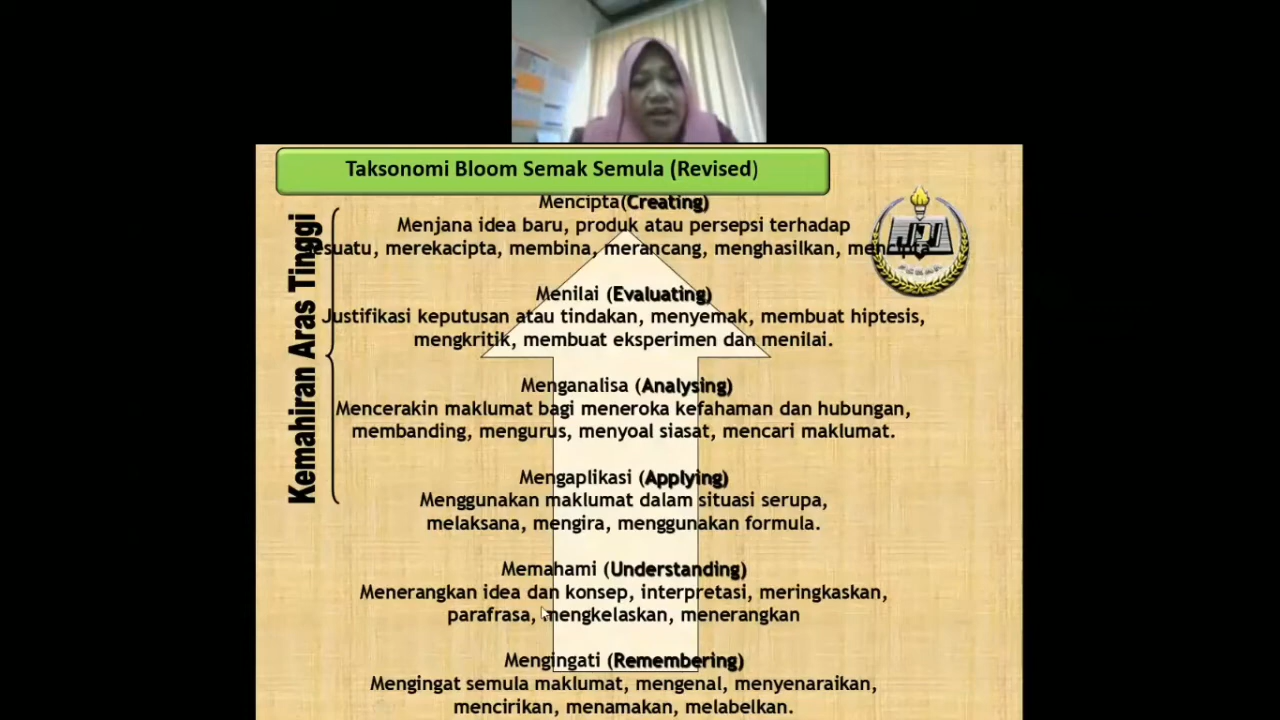 Taksonomi Bloom Semak Semula (Revised)
Kemahiran Aras Tinggi
Mencipta(Creating)
Menjana idea baru, produk atau persepsi terhadap
sesuatu, merekacipta, membina, merancang, menghasilkan, mencipta
Menilai (Evaluating)
Justifikasi keputusan atau tindakan, menyemak, membuat hiptesis,
mengkritik, membuat eksperimen dan menilai.
Menganalisa (Analysing)
Mencerakin maklumat bagi meneroka kefahaman dan hubungan,
membanding, mengurus, menyoal siasat, mencari maklumat.
Mengaplikasi (Applying)
Menggunakan maklumat dalam situasi serupa,
melaksana, mengira, menggunakan formula.
Memahami (Understanding)
Menerangkan idea dan konsep, interpretasi, meringkaskan,
parafrasa, mengkelaskan, menerangkan
Mengingati (Remembering)
Mengingat semula maklumat, mengenal, menyenaraikan,
mencirikan, menamakan, melabelkan.